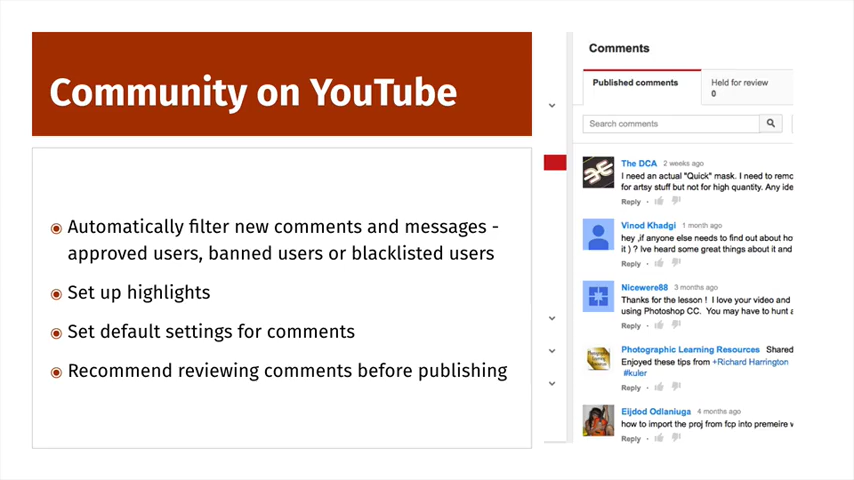 Community on YouTube
Automatically filter new comments and messages -
approved users, banned users or blacklisted users
Set up highlights
Set default settings for comments
Recommend reviewing comments before publishing
Comments
Published comments
Held for review
0
Search comments
The DCA 2 weeks ago
I need an actual "Quick" mask. I need to remo
for artsy stuff but not for high quantity. Any ide
Reply
Vinod Khadgi 1 month ago
hey ,if anyone else needs to find out about ho
it ) ? Ive heard some great things about it and
Reply
Nicewere88 3 months ago
Thanks for the lesson ! I love your video and
using Photoshop CC. You may have to hunt a
Reply
Photographic Learning Resources Shared
Enjoyed these tips from +Richard Harrington
#kuler
Reply
Eijdod Odlaniuga 4 months ago
how to import the proj from fcp into premeire w
Reply